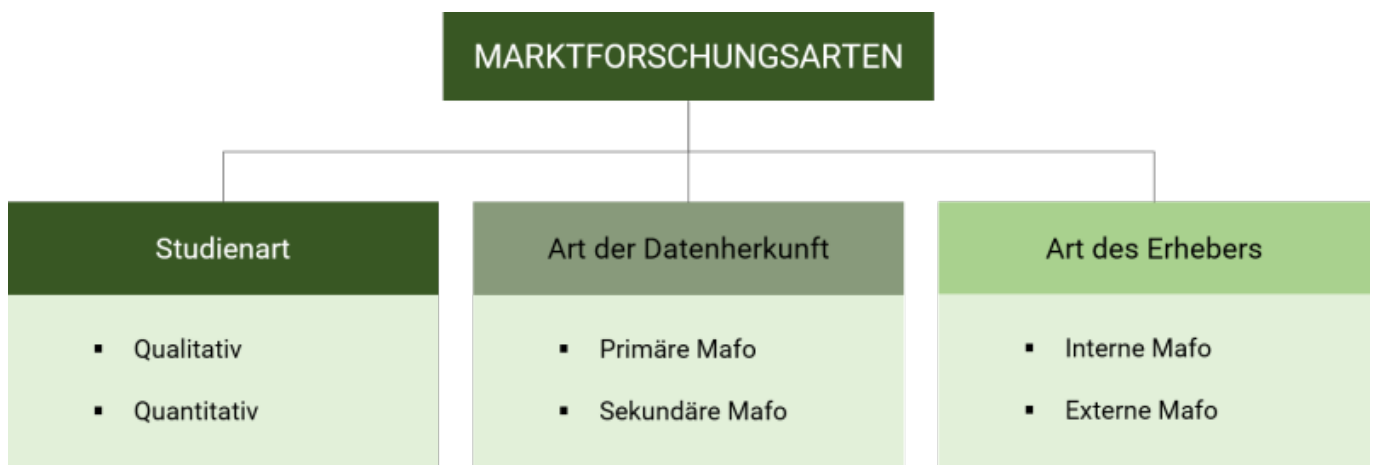 MARKTFORSCHUNGSARTEN
Studienart
▪ Qualitativ
▪ Quantitativ
Art der Datenherkunft
▪ Primäre Mafo
▪ Sekundäre Mafo
Art des Erhebers
▪ Interne Mafo
▪ Externe Mafo